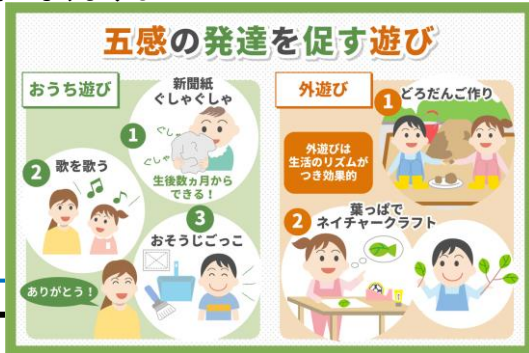 五感の発達を促す遊び
おうち遊び
1
新聞紙
ぐしゃぐしゃ
ぐしゃ
ぐしゃ
生後数ヵ月から
できる！
2
歌を歌う
3
おそうじごっこ
ありがとう！
外遊び
1
どろだんご作り
外遊びは
生活のリズムが
つき効果的
2
葉っぱで
ネイチャークラフト